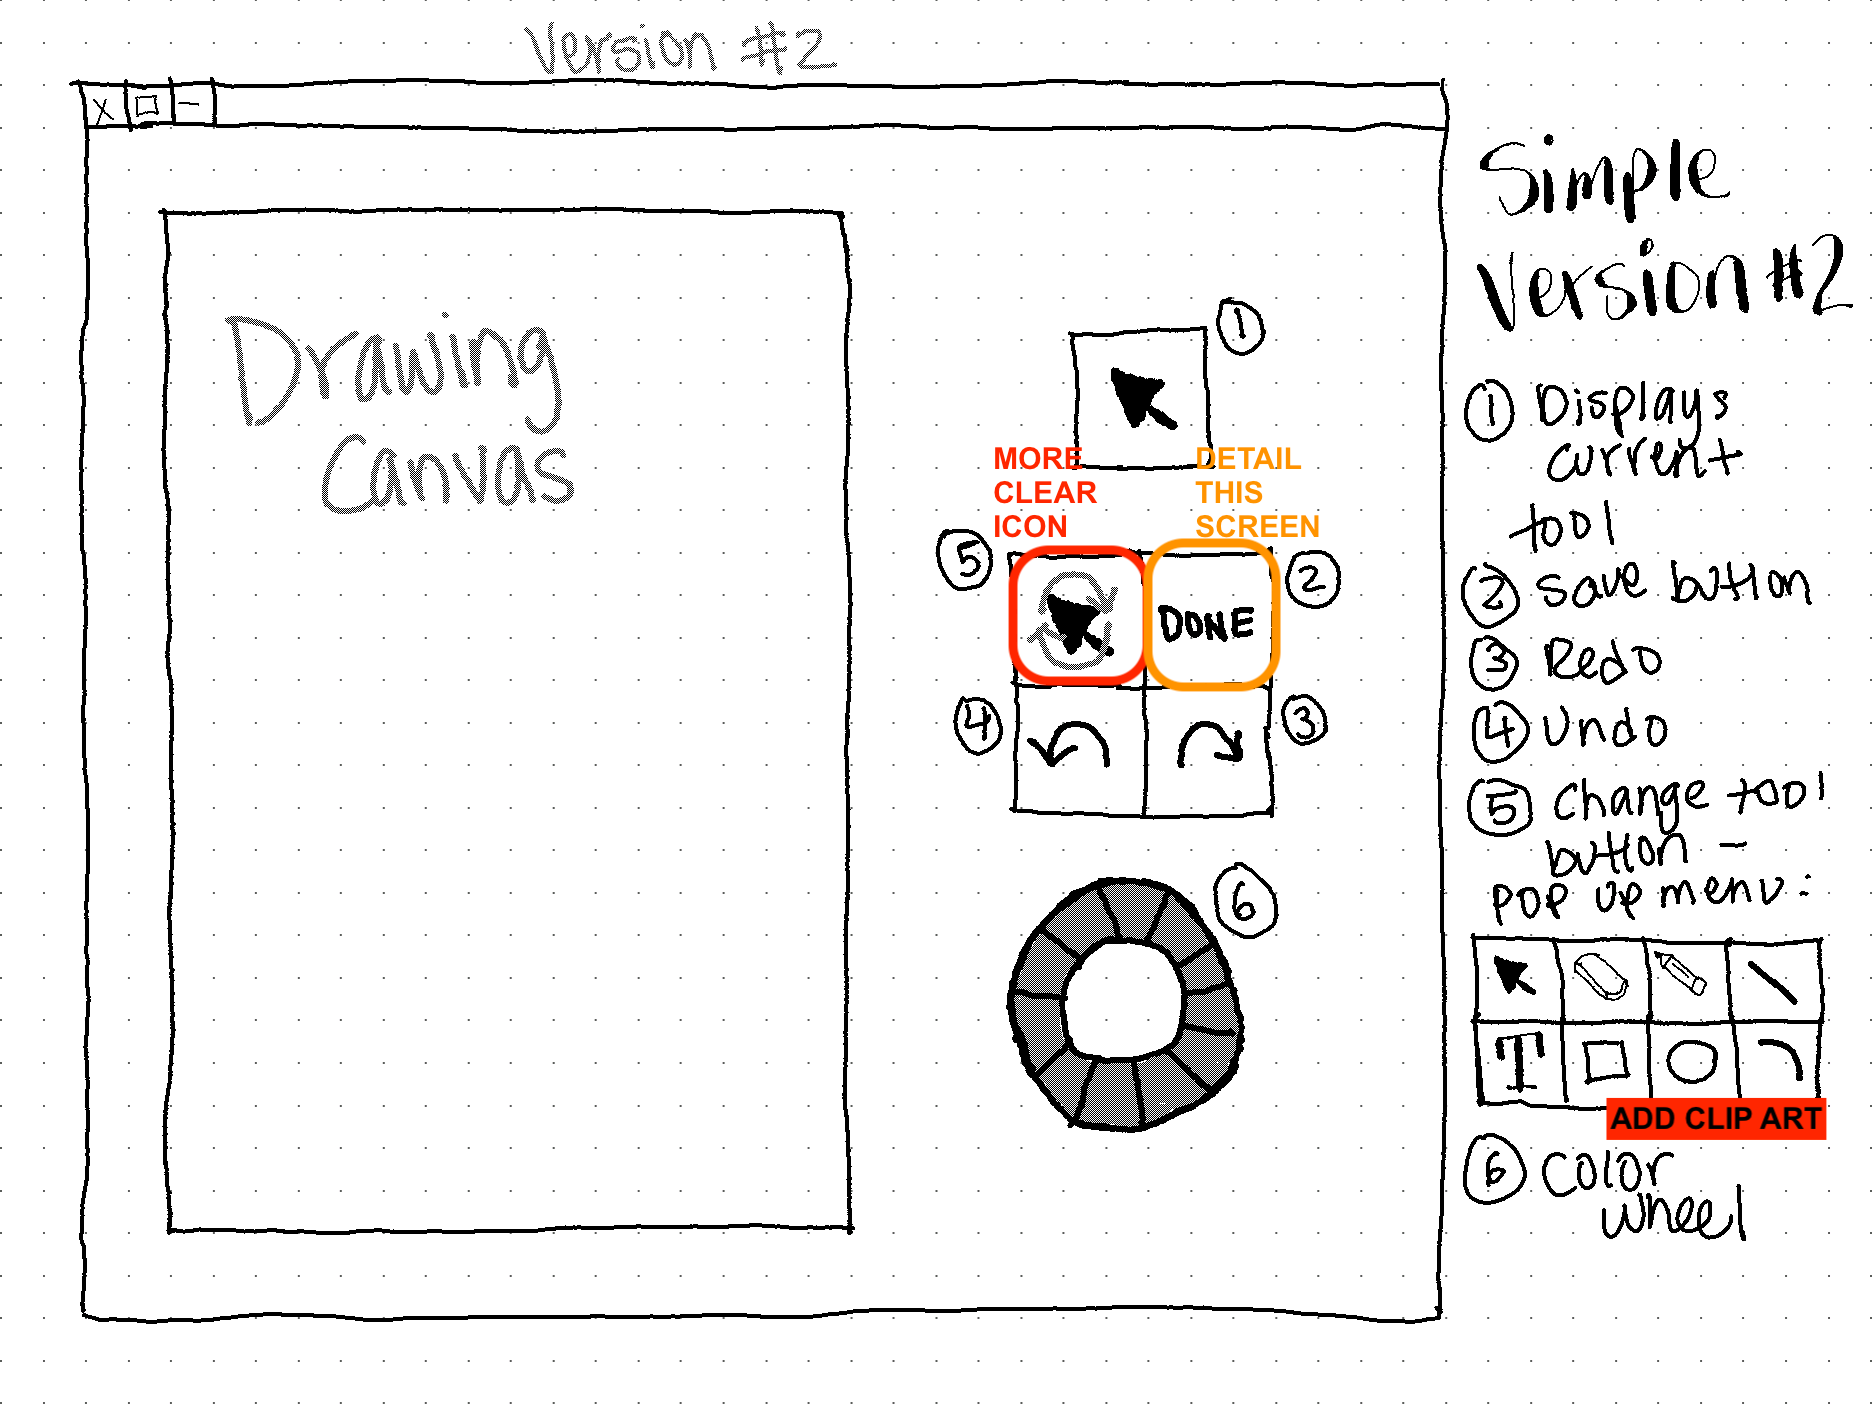 Version #2
X
Drawing
Canvas
1
MORE
CLEAR
ICON
DETAIL
THIS
SCREEN
5
DONE
2
4
3
6
Simple
Version #2
1 Displays
current
tool
2 save button
3 Redo
4 Undo
5 Change tool
button –
POP UP menu:
T
ADD CLIP ART
6 Color
wheel